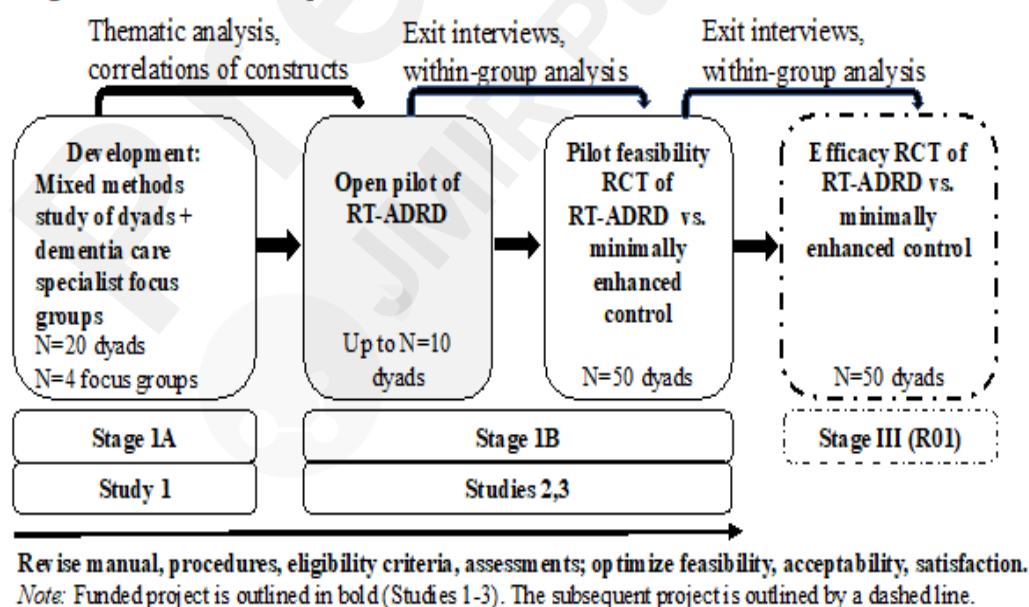 Thematic analysis,
correlations of constructs
Exit interviews,
within-group analysis
Exit interviews,
within-group analysis
Development:
Mixed methods
study of dyads +
dementia care
specialist focus
groups
N=20 dyads
N=4 focus groups
Open pilot of
RT-ADRD
Up to N=10
dyads
Pilot feasibility
RCT of
RT-ADRD vs.
minimally
enhanced
control
N=50 dyads
Efficacy RCT of
RT-ADRD vs.
minimally
enhanced control
N=50 dyads
Stage 1A
Stage 1B
Stage III (R01)
Study 1
Studies 2,3
Revise manual, procedures, eligibility criteria, assessments; optimize feasibility, acceptability, satisfaction.
Note: Funded project is outlined in bold (Studies 1-3). The subsequent project is outlined by a dashed line.